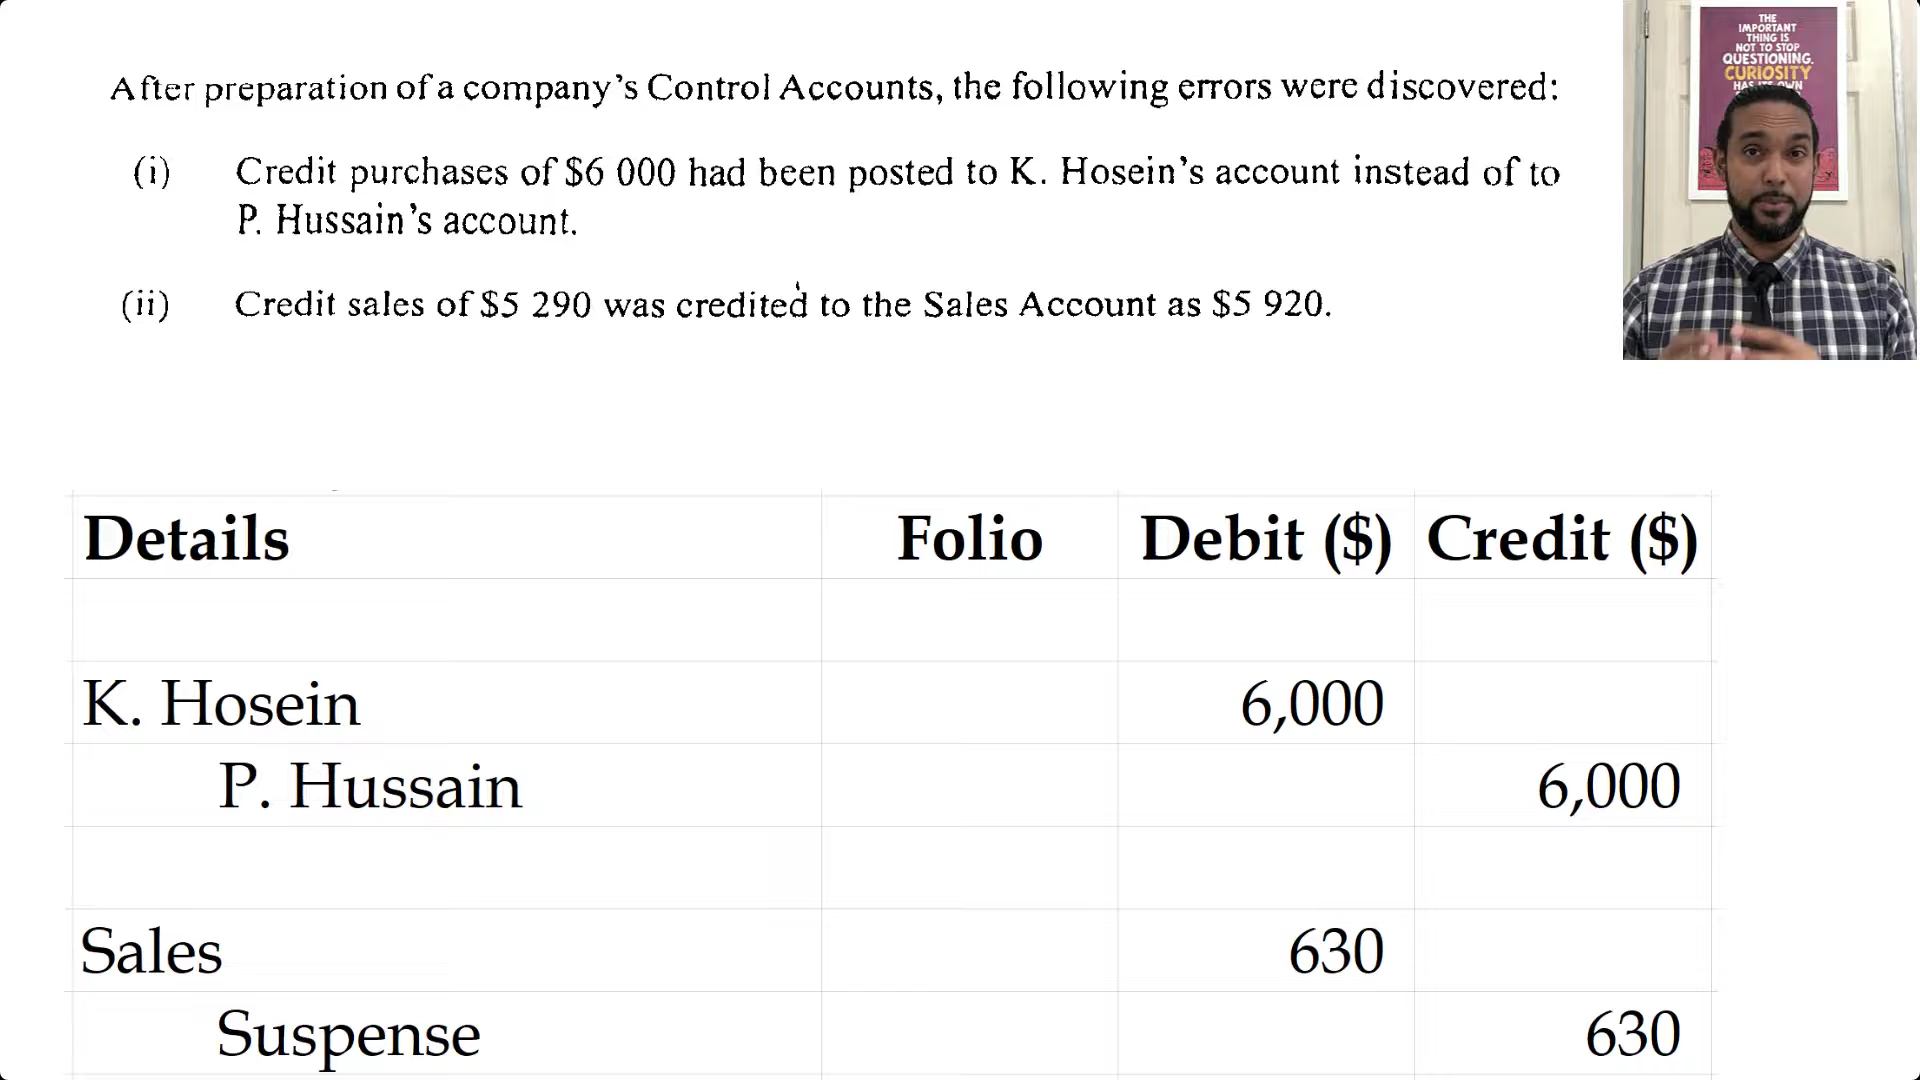 THE
IMPORTANT
THING IS
NOT TO STOP
QUESTIONING.
CURIOSITY
After preparation of a company's Control Accounts, the following errors were discovered:
(i) Credit purchases of $6 000 had been posted to K. Hosein's account instead of to
P. Hussain's account.
(ii) Credit sales of $5 290 was credited to the Sales Account as $5 920.
Details Folio Debit ($) Credit ($)
K. Hosein 6,000
P. Hussain 6,000
Sales 630
Suspense 630